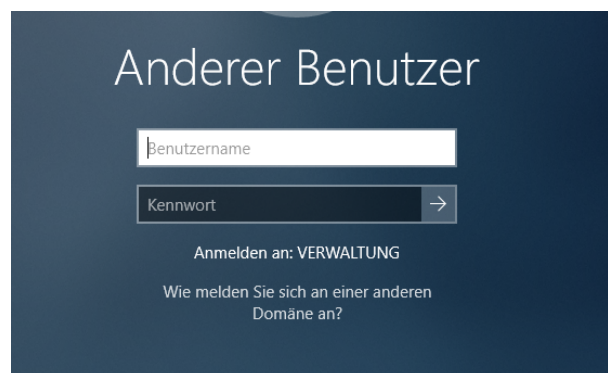 Anderer Benutzer
Benutzername
Kennwort
Anmelden an: VERWALTUNG
Wie melden Sie sich an einer anderen
Domäne an?